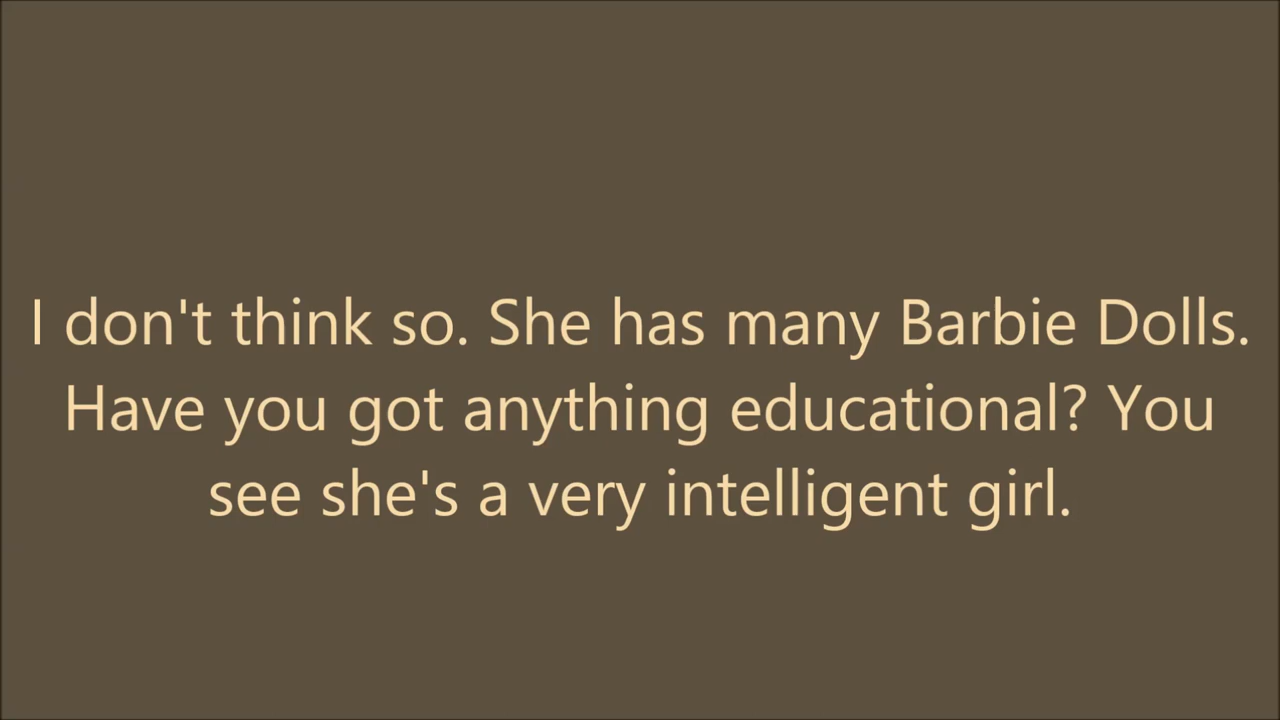 I don't think so. She has many Barbie Dolls.
Have you got anything educational? You
see she's a very intelligent girl.